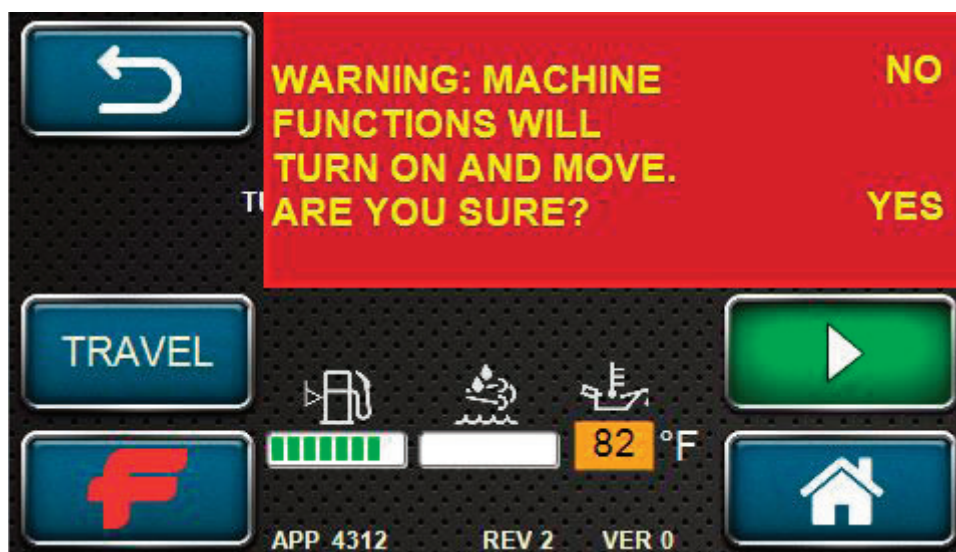 WARNING: MACHINE
FUNCTIONS WILL
TURN ON AND MOVE.
ARE YOU SURE?
NO
YES
TRAVEL
82 °F
APP 4312 REV 2 VER 0